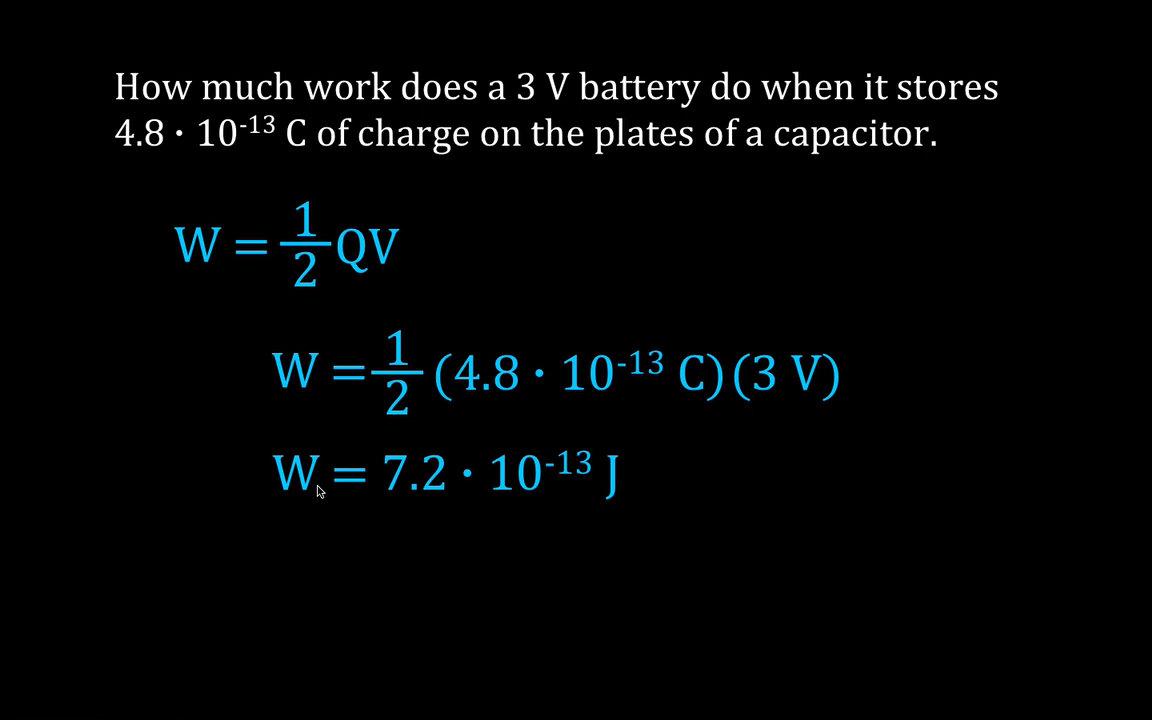 How much work does a 3 V battery do when it stores
4.8 · 10⁻¹³ C of charge on the plates of a capacitor.
W = 1/2 QV
W = 1/2 (4.8 · 10⁻¹³ C)(3 V)
W = 7.2 · 10⁻¹³ J